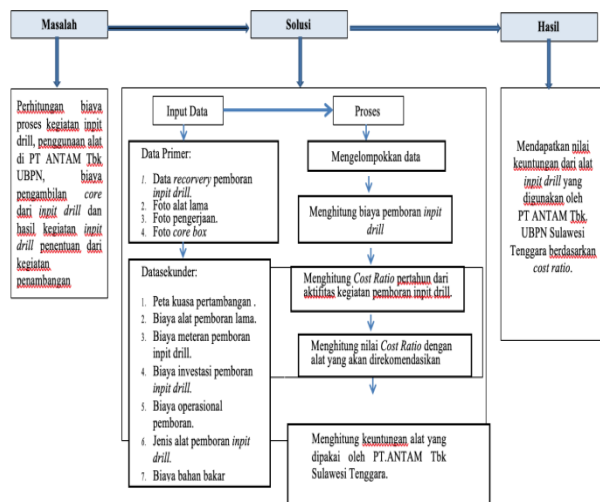 Masalah
Solusi
Hasil
Perhitungan biaya
proses kegiatan inpit
drill, penggunaan alat
di PT ANTAM Tbk
UBPN, biaya
pengambilan core
dari inpit drill dan
hasil kegiatan inpit
drill penentuan dari
kegiatan
penambangan
Input Data
Data Primer:
1. Data recorvery pemboran
inpit drill.
2. Foto alat lama
3. Foto pengerjaan.
4. Foto core box
Datasekunder:
1. Peta kuasa pertambangan .
2. Biaya alat pemboran lama.
3. Biaya meteran pemboran
inpit drill.
4. Biaya investasi pemboran
inpit drill.
5. Biaya operasional
pemboran.
6. Jenis alat pemboran inpit
drill.
7. Biaya bahan bakar
Proses
Mengelompokkan data
Menghitung biaya pemboran inpit
drill
Menghitung Cost Ratio pertahun dari
aktifitas kegiatan pemboran inpit drill.
Menghitung nilai Cost Ratio dengan
alat yang akan direkomendasikan
Menghitung keuntungan alat yang
dipakai oleh PT.ANTAM Tbk
Sulawesi Tenggara.
Mendapatkan nilai
keuntungan dari alat
inpit drill yang
digunakan oleh
PT ANTAM Tbk.
UBPN Sulawesi
Tenggara berdasarkan
cost ratio.